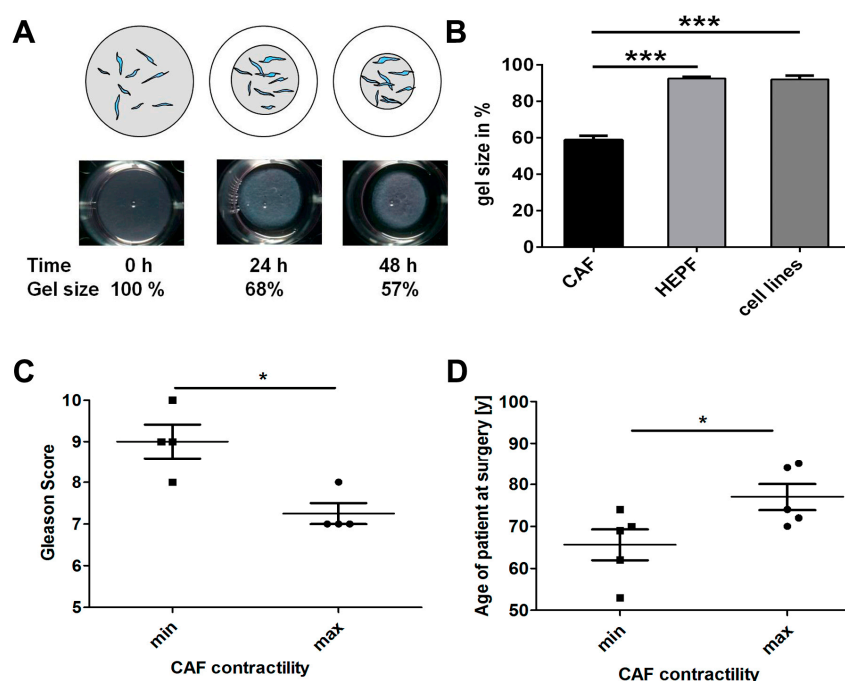 A
Time 0 h 24 h 48 h
Gel size 100 % 68% 57%
B
***
***
gel size in %
100
80
60
40
20
0
CAF
HEPF
cell lines
C
*
Gleason Score
10
9
8
7
6
5
min
max
CAF contractility
D
*
Age of patient at surgery [y]
100
90
80
70
60
50
min
max
CAF contractility